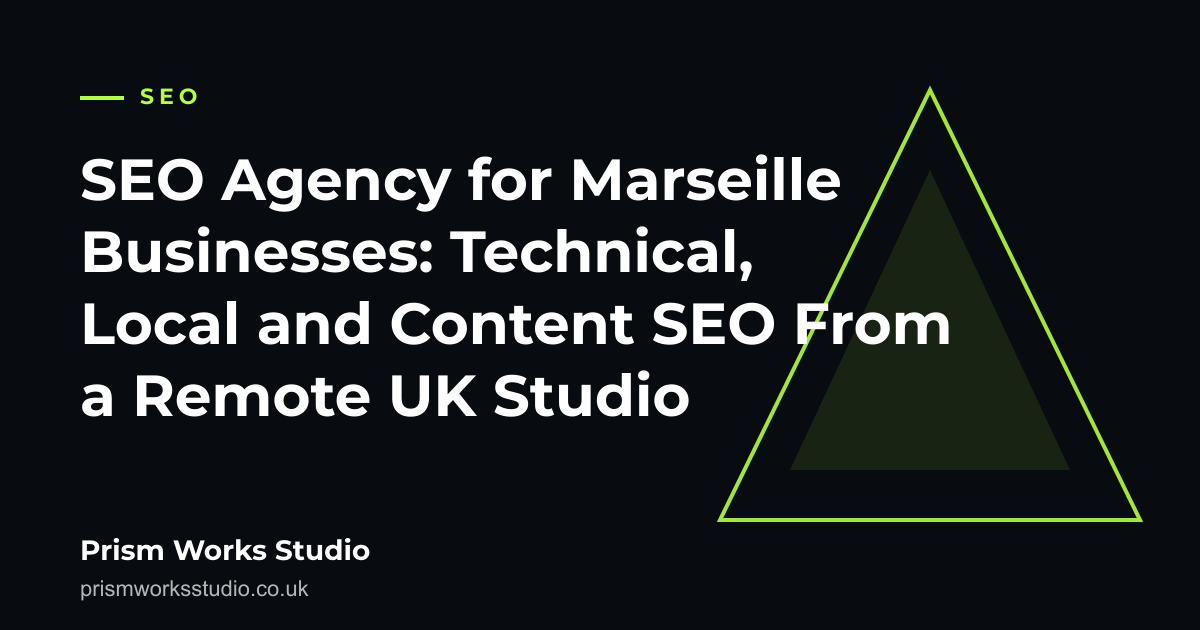 SEO
SEO Agency for Marseille
Businesses: Technical,
Local and Content SEO From
a Remote UK Studio
Prism Works Studio
prismworksstudio.co.uk